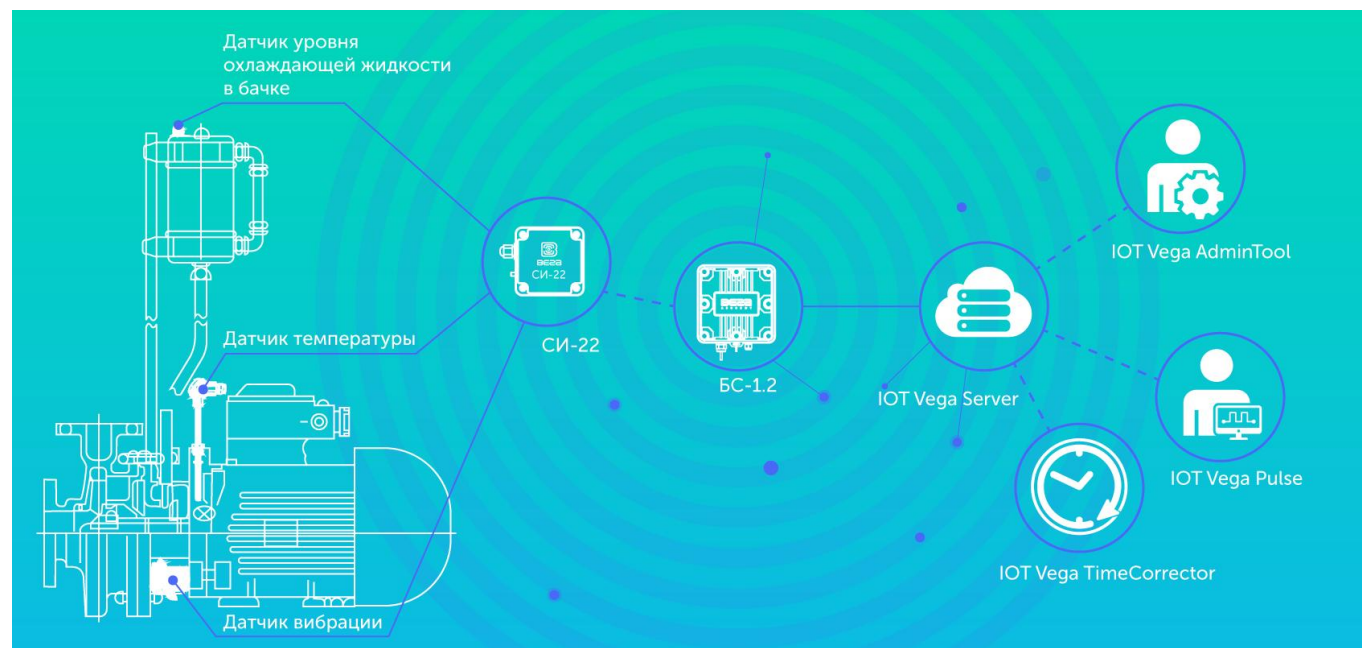 Датчик уровня
охлаждающей жидкости
в бачке
ВЕГА
СИ-22
СИ-22
Датчик температуры
Датчик вибрации
ВЕГА
БС-1.2
IOT Vega Server
IOT Vega AdminTool
IOT Vega Pulse
IOT Vega TimeCorrector